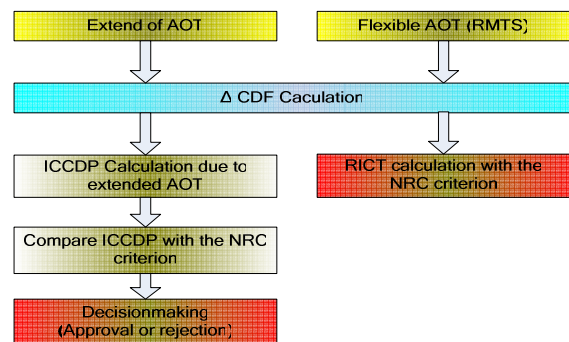 Extend of AOT
Flexible AOT (RMTS)
Δ CDF Caculation
ICCDP Calculation due to
extended AOT
RICT calculation with the
NRC criterion
Compare ICCDP with the NRC
criterion
Decisionmaking
(Approval or rejection)